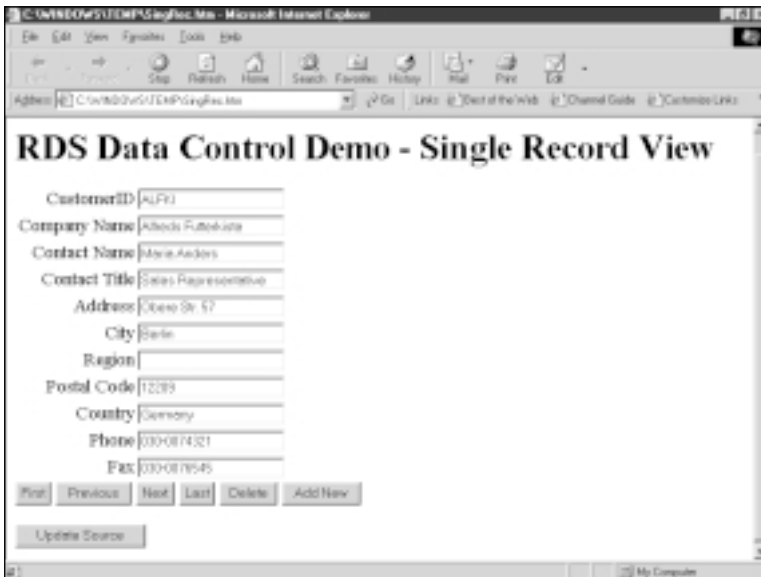 C:\WINDOWS\TEMP\SingRec.htm - Microsoft Internet Explorer
File Edit View Favorites Tools Help
Back Forward Stop Refresh Home Search Favorites History Mail Print Edit
Address C:\WINDOWS\TEMP\SingRec.htm Go Links Best of the Web Channel Guide Customize Links
RDS Data Control Demo - Single Record View
CustomerID ALFKI
Company Name Alfreds Futterkiste
Contact Name Maria Anders
Contact Title Sales Representative
Address Obere Str. 57
City Berlin
Region
Postal Code 12209
Country Germany
Phone 030-0074321
Fax 030-0076545
First Previous Next Last Delete Add New
Update Source
My Computer